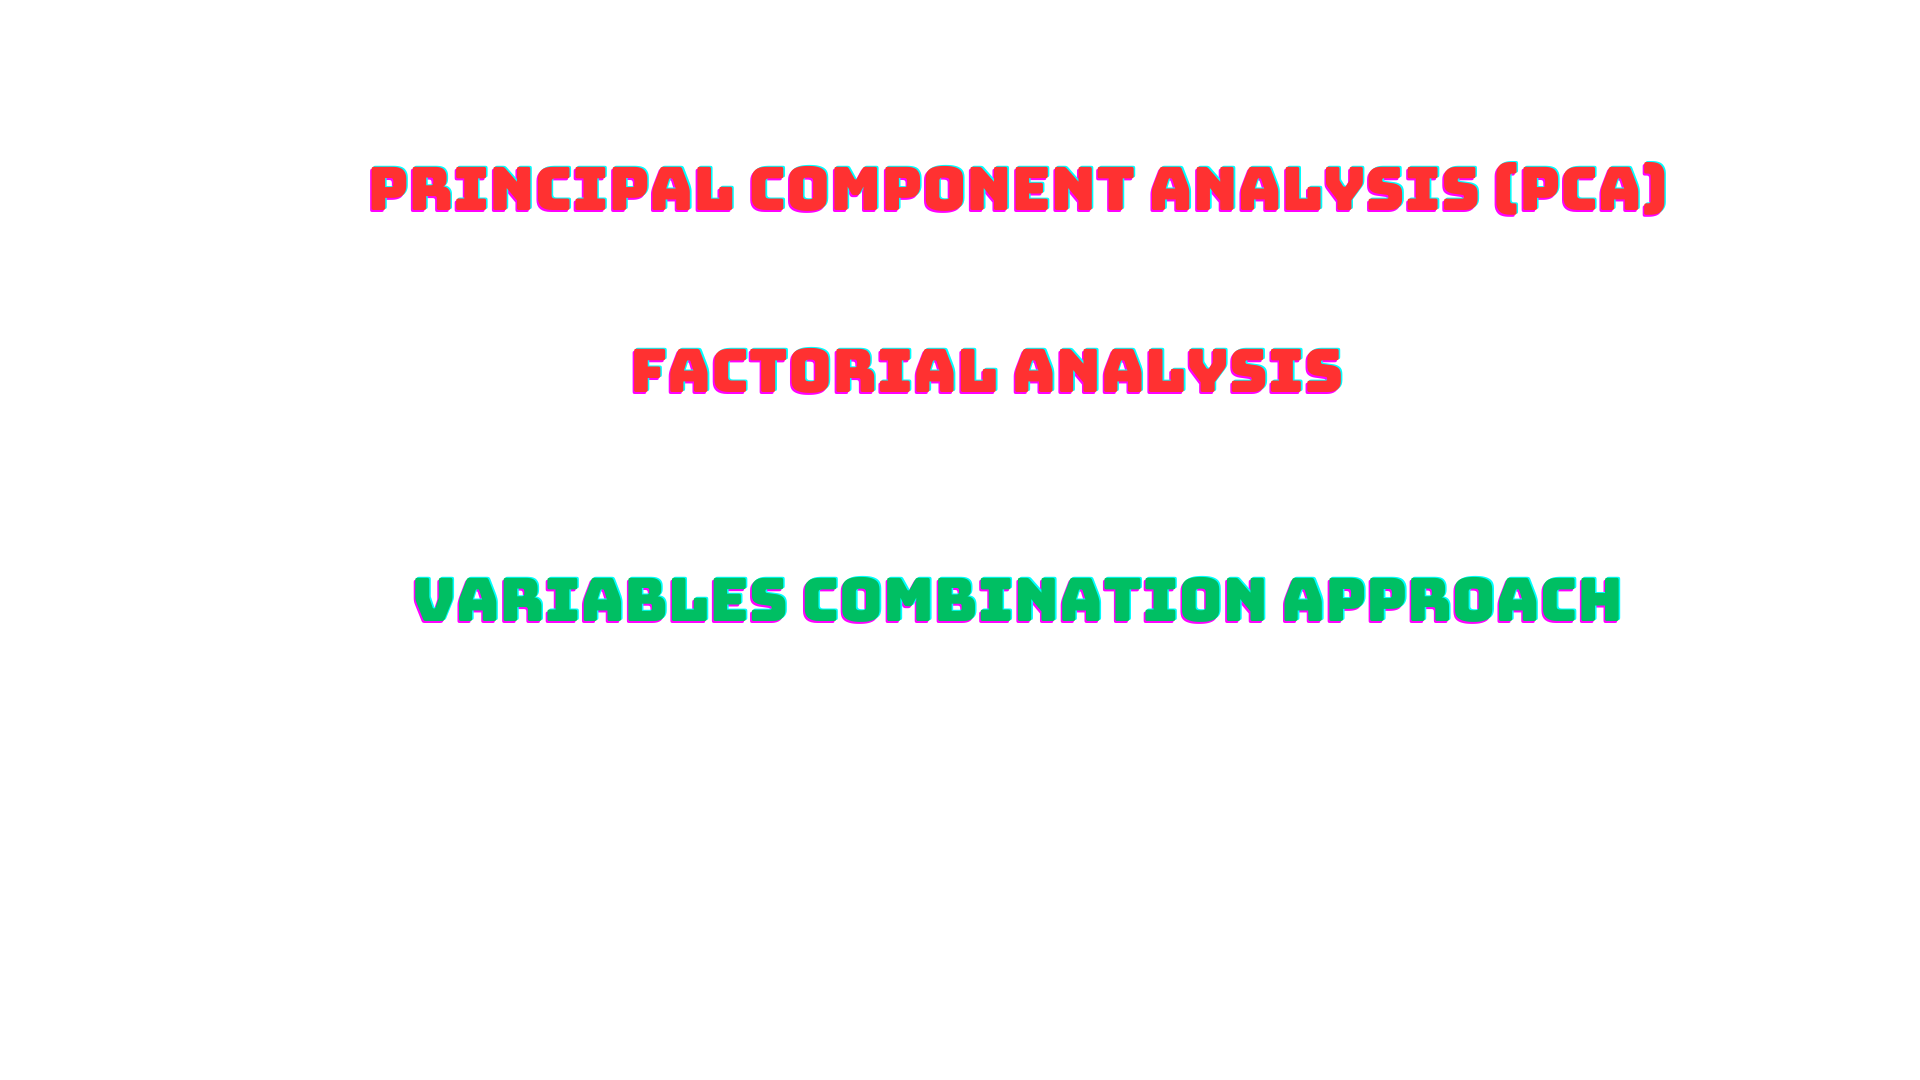 PRINCIPAL COMPONENT ANALYSIS (PCA)
FACTORIAL ANALYSIS
VARIABLES COMBINATION APPROACH